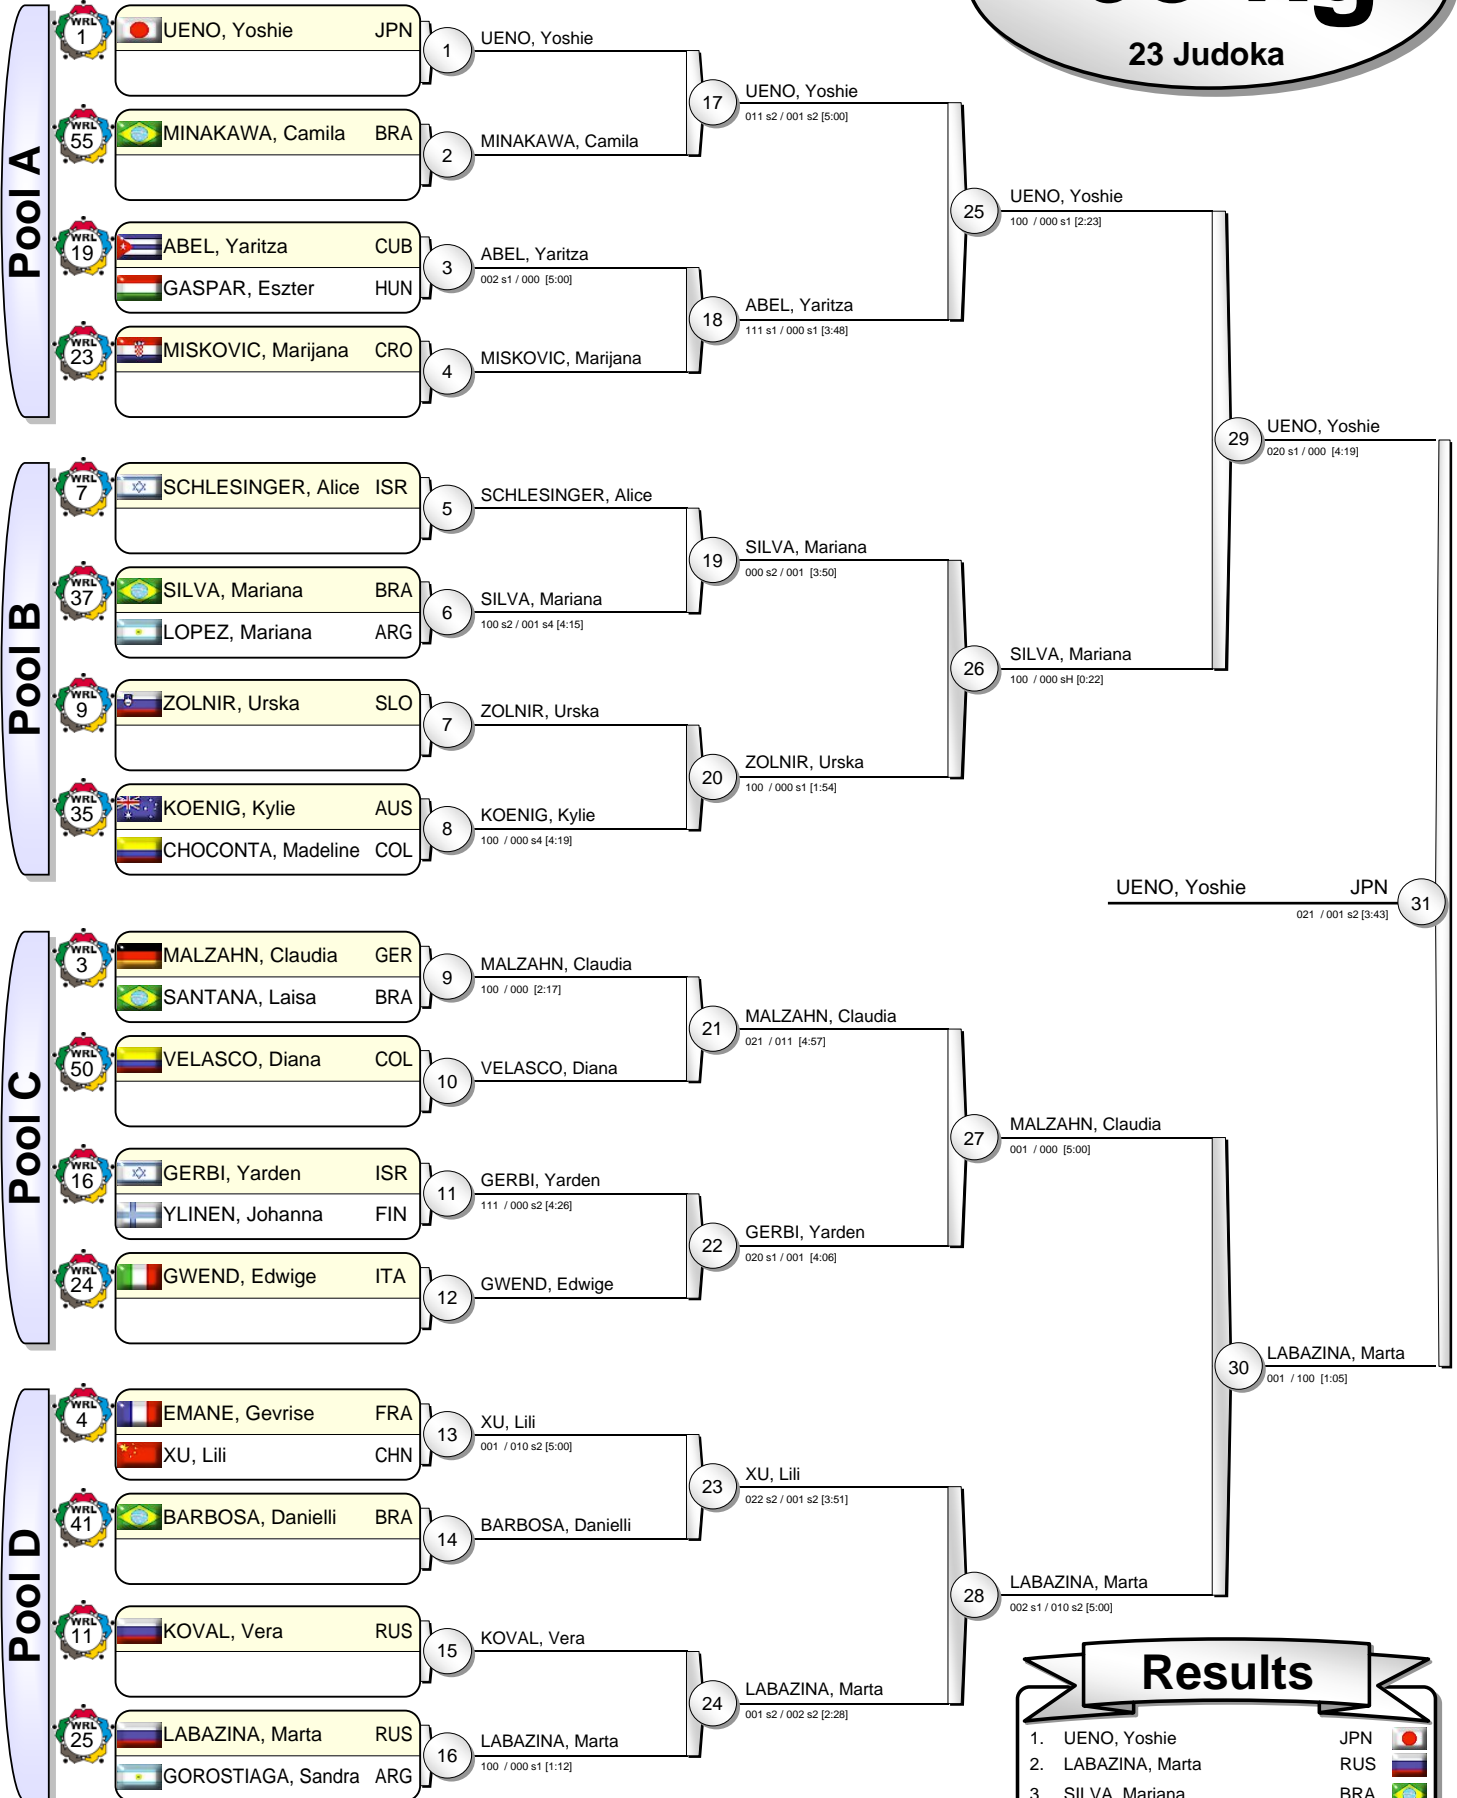 23 Judoka
Pool A
WRL 1
UENO, Yoshie JPN
1
UENO, Yoshie
WRL 55
MINAKAWA, Camila BRA
2
MINAKAWA, Camila
17
UENO, Yoshie
011 s2 / 001 s2 [5:00]
WRL 19
ABEL, Yaritza CUB
GASPAR, Eszter HUN
3
ABEL, Yaritza
002 s1 / 000 [5:00]
WRL 23
MISKOVIC, Marijana CRO
4
MISKOVIC, Marijana
18
ABEL, Yaritza
111 s1 / 000 s1 [3:48]
25
UENO, Yoshie
100 / 000 s1 [2:23]
Pool B
WRL 7
SCHLESINGER, Alice ISR
5
SCHLESINGER, Alice
WRL 37
SILVA, Mariana BRA
LOPEZ, Mariana ARG
6
SILVA, Mariana
100 s2 / 001 s4 [4:15]
19
SILVA, Mariana
000 s2 / 001 [3:50]
WRL 9
ZOLNIR, Urska SLO
7
ZOLNIR, Urska
WRL 35
KOENIG, Kylie AUS
CHOCONTA, Madeline COL
8
KOENIG, Kylie
100 / 000 s4 [4:19]
20
ZOLNIR, Urska
100 / 000 s1 [1:54]
26
SILVA, Mariana
100 / 000 sH [0:22]
29
UENO, Yoshie
020 s1 / 000 [4:19]
UENO, Yoshie JPN
021 / 001 s2 [3:43]
31
Pool C
WRL 3
MALZAHN, Claudia GER
SANTANA, Laisa BRA
9
MALZAHN, Claudia
100 / 000 [2:17]
WRL 50
VELASCO, Diana COL
10
VELASCO, Diana
21
MALZAHN, Claudia
021 / 011 [4:57]
WRL 16
GERBI, Yarden ISR
YLINEN, Johanna FIN
11
GERBI, Yarden
111 / 000 s2 [4:26]
WRL 24
GWEND, Edwige ITA
12
GWEND, Edwige
22
GERBI, Yarden
020 s1 / 001 [4:06]
27
MALZAHN, Claudia
001 / 000 [5:00]
Pool D
WRL 4
EMANE, Gevrise FRA
XU, Lili CHN
13
XU, Lili
001 / 010 s2 [5:00]
WRL 41
BARBOSA, Danielli BRA
14
BARBOSA, Danielli
23
XU, Lili
022 s2 / 001 s2 [3:51]
WRL 11
KOVAL, Vera RUS
15
KOVAL, Vera
WRL 25
LABAZINA, Marta RUS
GOROSTIAGA, Sandra ARG
16
LABAZINA, Marta
100 / 000 s1 [1:12]
24
LABAZINA, Marta
001 s2 / 002 s2 [2:28]
28
LABAZINA, Marta
002 s1 / 010 s2 [5:00]
30
LABAZINA, Marta
001 / 100 [1:05]
Results
1. UENO, Yoshie JPN
2. LABAZINA, Marta RUS
3. SILVA, Mariana BRA